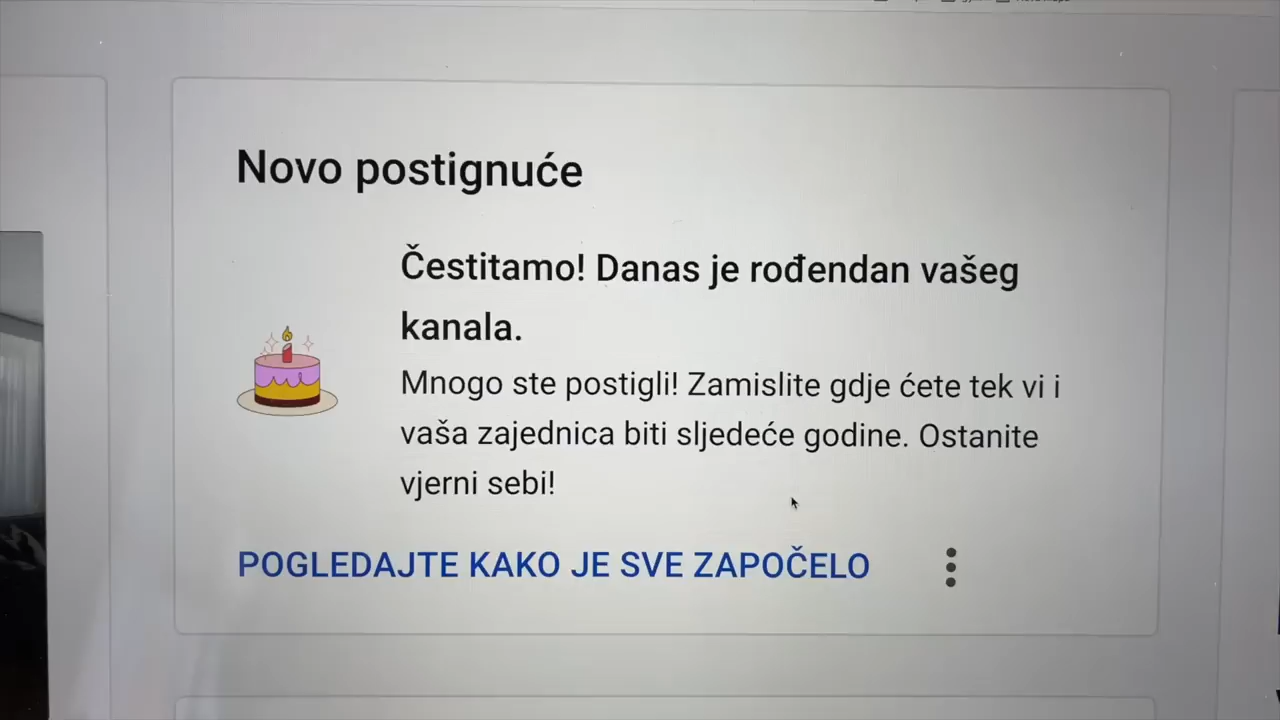 Novo postignuće
Čestitamo! Danas je rođendan vašeg
kanala.
Mnogo ste postigli! Zamislite gdje ćete tek vi i
vaša zajednica biti sljedeće godine. Ostanite
vjerni sebi!
POGLEDAJTE KAKO JE SVE ZAPOČELO